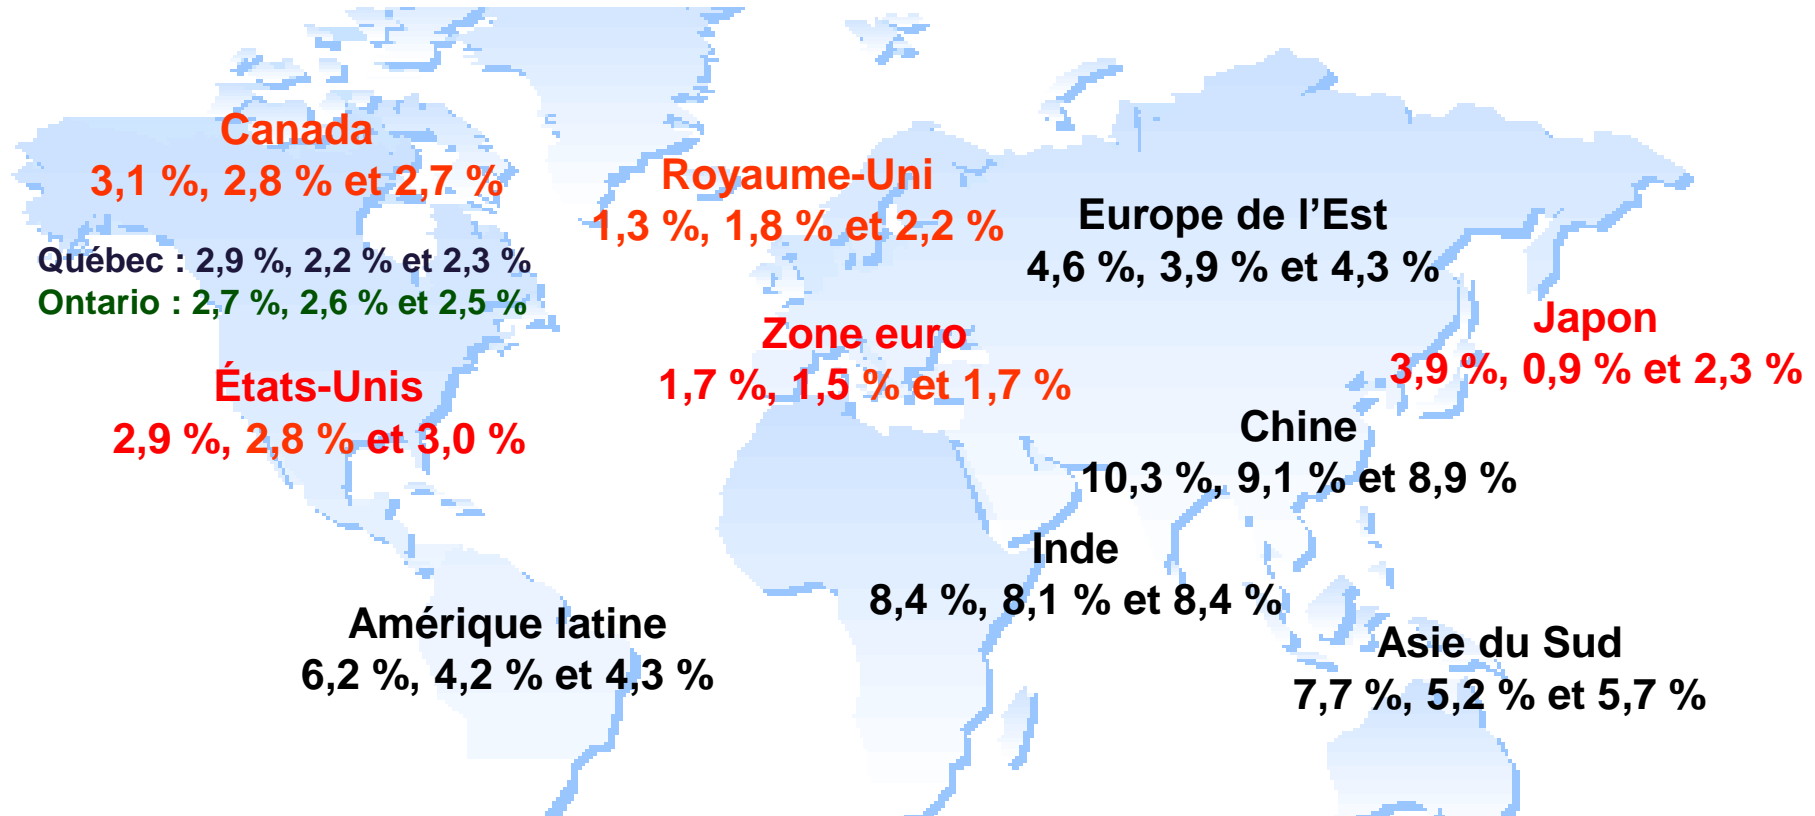 Canada
3,1 %, 2,8 % et 2,7 %
Québec : 2,9 %, 2,2 % et 2,3 %
Ontario : 2,7 %, 2,6 % et 2,5 %
États-Unis
2,9 %, 2,8 % et 3,0 %
Amérique latine
6,2 %, 4,2 % et 4,3 %
Royaume-Uni
1,3 %, 1,8 % et 2,2 %
Zone euro
1,7 %, 1,5 % et 1,7 %
Europe de l’Est
4,6 %, 3,9 % et 4,3 %
Japon
3,9 %, 0,9 % et 2,3 %
Chine
10,3 %, 9,1 % et 8,9 %
Inde
8,4 %, 8,1 % et 8,4 %
Asie du Sud
7,7 %, 5,2 % et 5,7 %